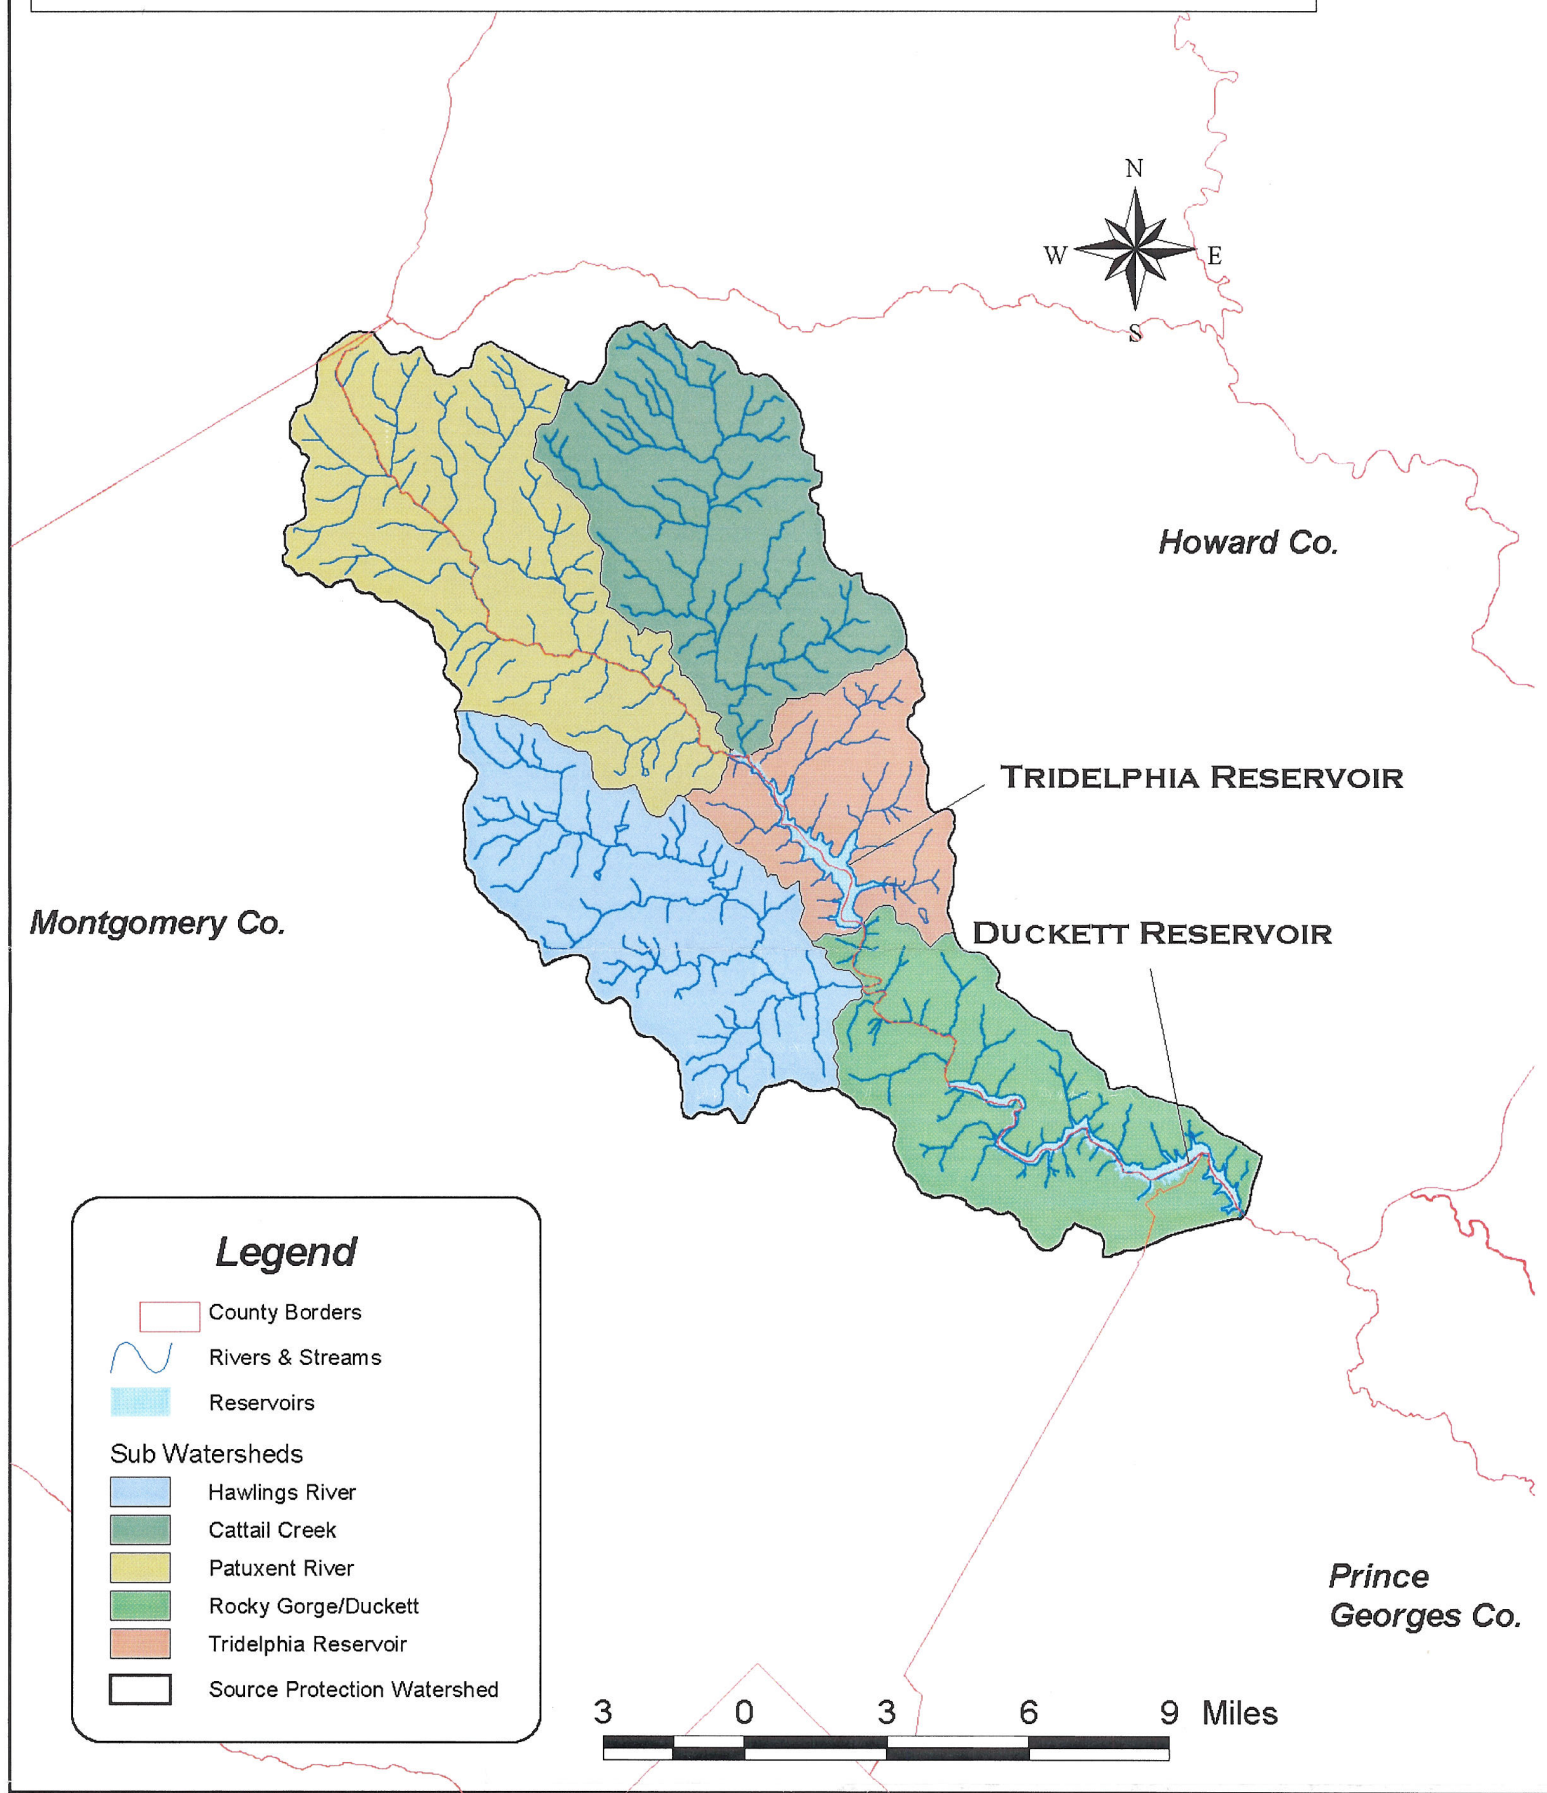 N
W
E
S
Howard Co.
TRIDELPHIA RESERVOIR
Montgomery Co.
DUCKETT RESERVOIR
Legend
County Borders
Rivers & Streams
Reservoirs
Sub Watersheds
Hawlings River
Cattail Creek
Patuxent River
Rocky Gorge/Duckett
Tridelphia Reservoir
Source Protection Watershed
Prince
Georges Co.
3 0 3 6 9 Miles